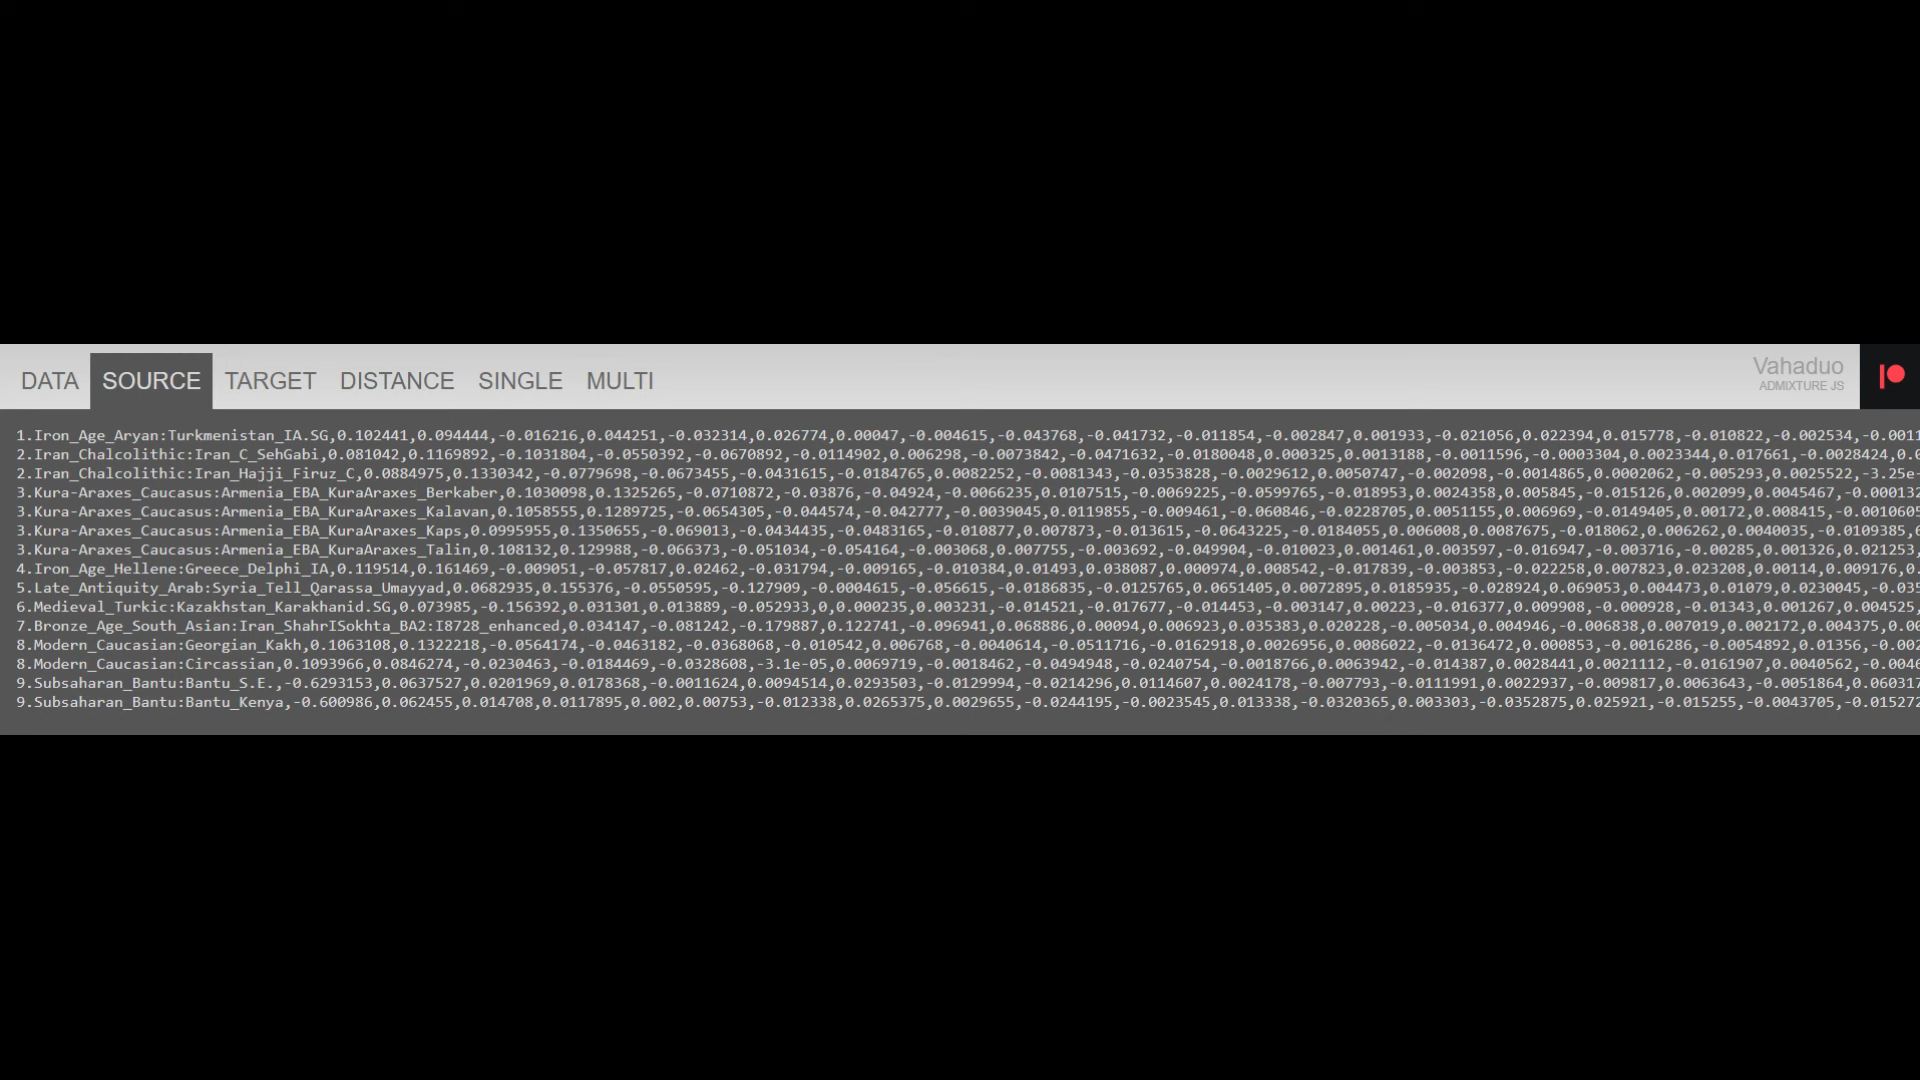 DATA SOURCE TARGET DISTANCE SINGLE MULTI
Vahaduo
ADMIXTURE JS
1.Iron_Age_Aryan:Turkmenistan_IA.SG,0.102441,0.094444,-0.016216,0.044251,-0.032314,0.026774,0.00047,-0.004615,-0.043768,-0.041732,-0.011854,-0.002847,0.001933,-0.021056,0.022394,0.015778,-0.010822,-0.002534,-0.0011
2.Iran_Chalcolithic:Iran_C_SehGabi,0.081042,0.1169892,-0.1031804,-0.0550392,-0.0670892,-0.0114902,0.006298,-0.0073842,-0.0471632,-0.0180048,0.000325,0.0013188,-0.0011596,-0.0003304,0.0023344,0.017661,-0.0028424,0.0
2.Iran_Chalcolithic:Iran_Hajji_Firuz_C,0.0884975,0.1330342,-0.0779698,-0.0673455,-0.0431615,-0.0184765,0.0082252,-0.0081343,-0.0353828,-0.0029612,0.0050747,-0.002098,-0.0014865,0.0002062,-0.005293,0.0025522,-3.25e-
3.Kura-Araxes_Caucasus:Armenia_EBA_KuraAraxes_Berkaber,0.1030098,0.1325265,-0.0710872,-0.03876,-0.04924,-0.0066235,0.0107515,-0.0069225,-0.0599765,-0.018953,0.0024358,0.005845,-0.015126,0.002099,0.0045467,-0.000132
3.Kura-Araxes_Caucasus:Armenia_EBA_KuraAraxes_Kalavan,0.1058555,0.1289725,-0.0654305,-0.044574,-0.042777,-0.0039045,0.0119855,-0.009461,-0.060846,-0.0228705,0.0051155,0.006969,-0.0149405,0.00172,0.008415,-0.0010605
3.Kura-Araxes_Caucasus:Armenia_EBA_KuraAraxes_Kaps,0.0995955,0.1350655,-0.069013,-0.0434435,-0.0483165,-0.010877,0.007873,-0.013615,-0.0643225,-0.0184055,0.006008,0.0087675,-0.018062,0.006262,0.0040035,-0.0109385,6
3.Kura-Araxes_Caucasus:Armenia_EBA_KuraAraxes_Talin,0.108132,0.129988,-0.066373,-0.051034,-0.054164,-0.003068,0.007755,-0.003692,-0.049904,-0.010023,0.001461,0.003597,-0.016947,-0.003716,-0.00285,0.001326,0.021253,
4.Iron_Age_Hellene:Greece_Delphi_IA,0.119514,0.161469,-0.009051,-0.057817,0.02462,-0.031794,-0.009165,-0.010384,0.01493,0.038087,0.000974,0.008542,-0.017839,-0.003853,-0.022258,0.007823,0.023208,0.00114,0.009176,0
5.Late_Antiquity_Arab:Syria_Tell_Qarassa_Umayyad,0.0682935,0.155376,-0.0550595,-0.127909,-0.0004615,-0.056615,-0.0186835,-0.0125765,0.0651405,0.0072895,0.0185935,-0.028924,0.069053,0.004473,0.01079,0.0230045,-0.035
6.Medieval_Turkic:Kazakhstan_Karakhanid.SG,0.073985,-0.156392,0.031301,0.013889,-0.052933,0.000235,0.003231,-0.014521,-0.017677,-0.014453,-0.003147,0.00223,-0.016377,0.009908,-0.000928,-0.01343,0.001267,0.004525,
7.Bronze_Age_South_Asian:Iran_ShahrISokhta_BA2:I8728_enhanced,0.034147,-0.081242,-0.179887,0.122741,-0.096941,0.068886,0.00094,0.006923,0.035383,0.020228,-0.005034,0.004946,-0.006838,0.007019,0.002172,0.004375,0.00
8.Modern_Caucasian:Georgian_Kakh,0.1063108,0.1322218,-0.0564174,-0.0463182,-0.0368068,-0.010542,0.006768,-0.0040614,-0.0511716,-0.0162918,0.0026956,0.0086022,-0.0136472,0.000853,-0.0016286,-0.0054892,0.01356,-0.002
8.Modern_Caucasian:Circassian,0.1093966,0.0846274,-0.0230463,-0.0184469,-0.0328608,-3.1e-05,0.0069719,-0.0018462,-0.0494948,-0.0240754,-0.0018766,0.0063942,-0.014387,0.0028441,0.0021112,-0.0161907,0.0040562,-0.0046
9.Subsaharan_Bantu:Bantu_S.E.,-0.6293153,0.0637527,0.0201969,0.0178368,-0.0011624,0.0094514,0.0293503,-0.0129994,-0.0214296,0.0114607,0.0024178,-0.007793,-0.0111991,0.0022937,-0.009817,0.0063643,-0.0051864,0.060317
9.Subsaharan_Bantu:Bantu_Kenya,-0.600986,0.062455,0.014708,0.0117895,0.002,0.00753,-0.012338,0.0265375,0.0029655,-0.0244195,-0.0023545,0.013338,-0.0320365,0.003303,-0.0352875,0.025921,-0.015255,-0.0043705,-0.015272